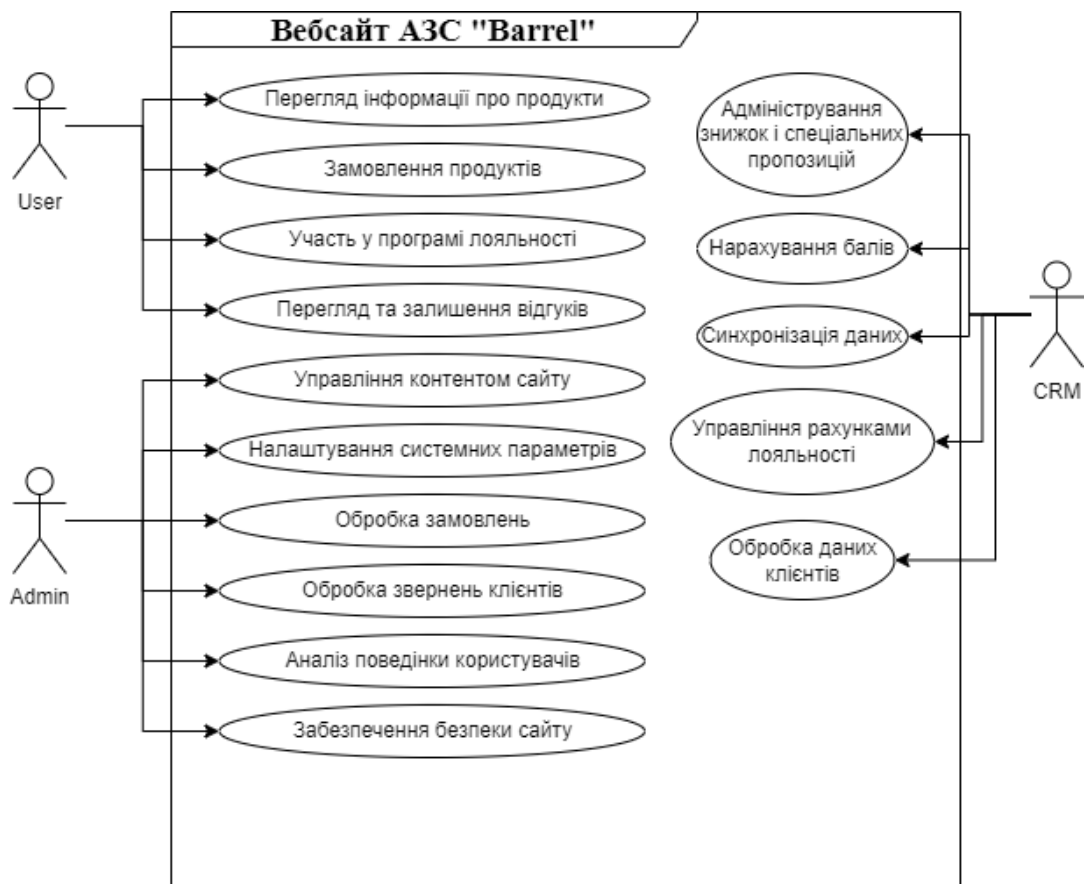 Вебсайт АЗС "Barrel"
User
Перегляд інформації про продукти
Замовлення продуктів
Участь у програмі лояльності
Перегляд та залишення відгуків
Admin
Управління контентом сайту
Налаштування системних параметрів
Обробка замовлень
Обробка звернень клієнтів
Аналіз поведінки користувачів
Забезпечення безпеки сайту
Адміністрування
знижок і спеціальних
пропозицій
Нарахування балів
Синхронізація даних
Управління рахунками
лояльності
Обробка даних
клієнтів
CRM